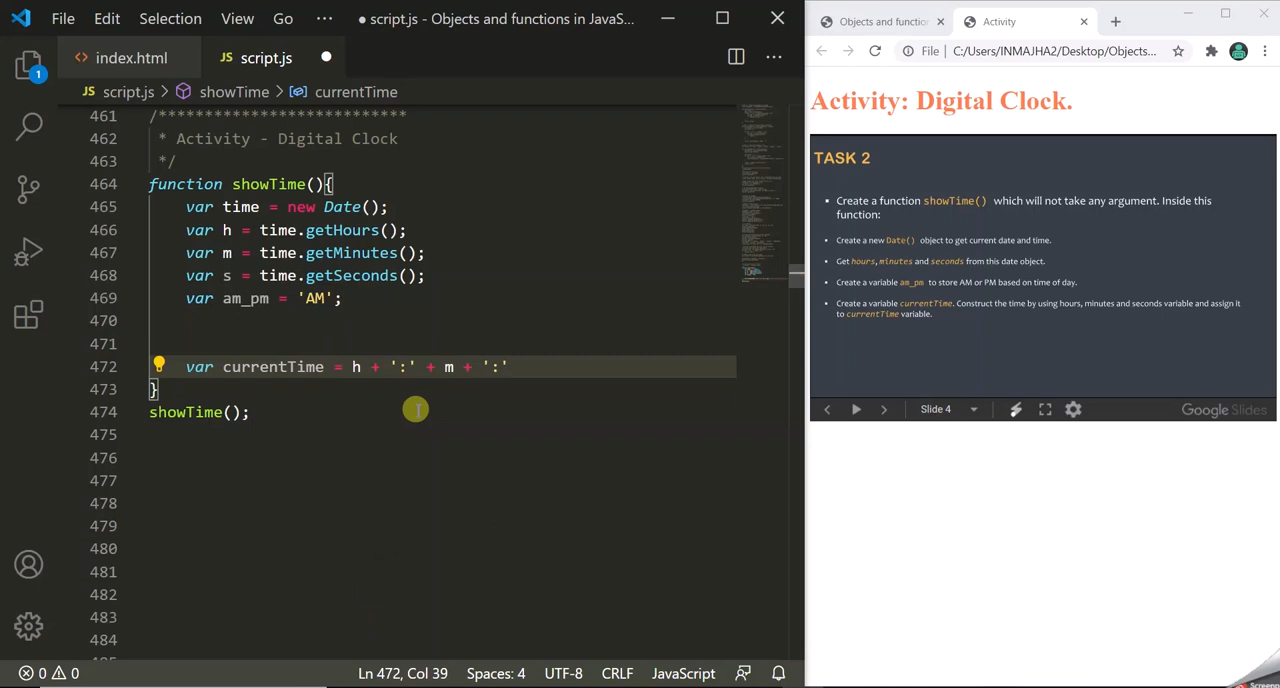 File Edit Selection View Go ··· ● script.js - Objects and functions in JavaS...
index.html JS script.js ●
JS script.js > showTime > currentTime
461 /**************************
462 * Activity - Digital Clock
463 */
464 function showTime(){
465 var time = new Date();
466 var h = time.getHours();
467 var m = time.getMinutes();
468 var s = time.getSeconds();
469 var am_pm = 'AM';
470
471
472 var currentTime = h + ':' + m + ':'
473 }
474 showTime();
475
476
477
478
479
480
481
482
483
484
1
0 0 Ln 472, Col 39 Spaces: 4 UTF-8 CRLF JavaScript
Objects and functio Activity
File C:/Users/INMAJHA2/Desktop/Objects...
Activity: Digital Clock.
TASK 2
• Create a function showTime() which will not take any argument. Inside this
function:
• Create a new Date() object to get current date and time.
• Get hours, minutes and seconds from this date object.
• Create a variable am_pm to store AM or PM based on time of day.
• Create a variable currentTime. Construct the time by using hours, minutes and seconds variable and assign it
to currentTime variable.
Slide 4 Google Slides